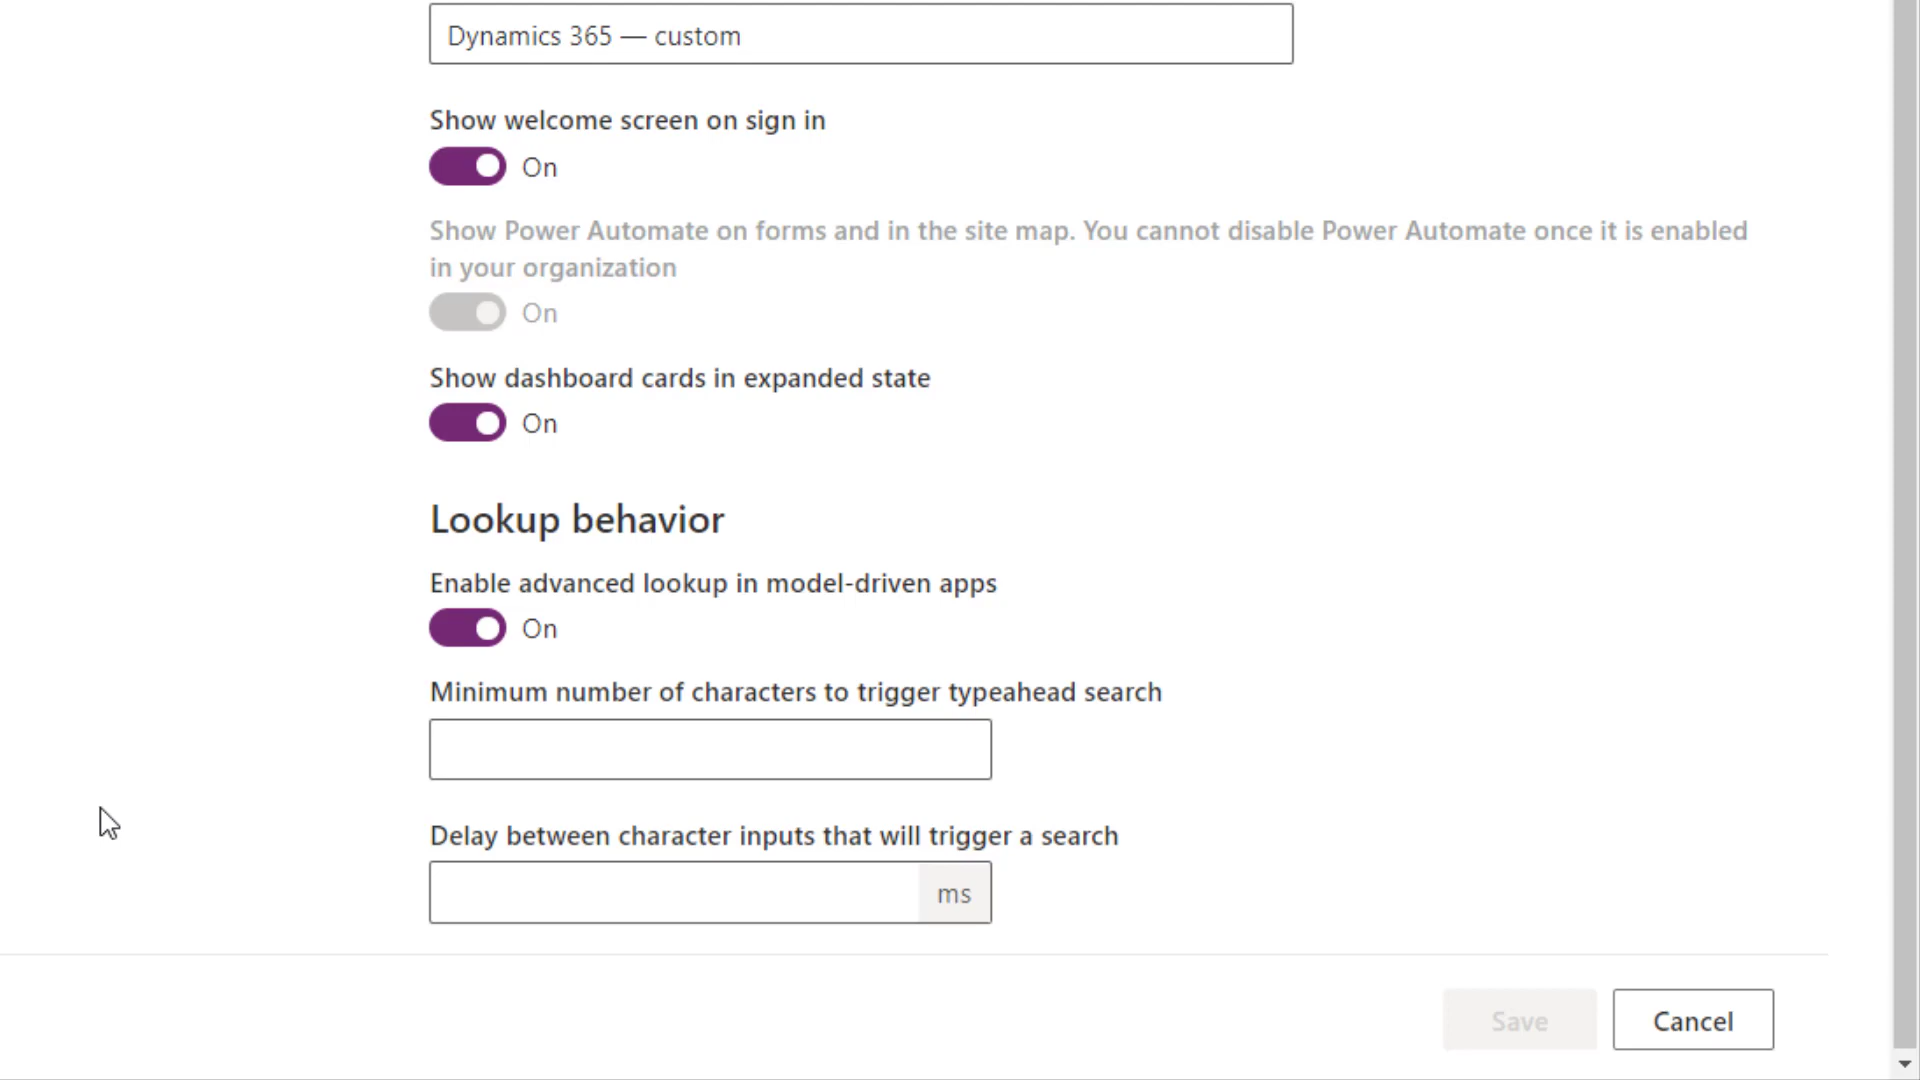 Dynamics 365 — custom
Show welcome screen on sign in
On
Show Power Automate on forms and in the site map. You cannot disable Power Automate once it is enabled
in your organization
On
Show dashboard cards in expanded state
On
Lookup behavior
Enable advanced lookup in model-driven apps
On
Minimum number of characters to trigger typeahead search
Delay between character inputs that will trigger a search
ms
Save
Cancel